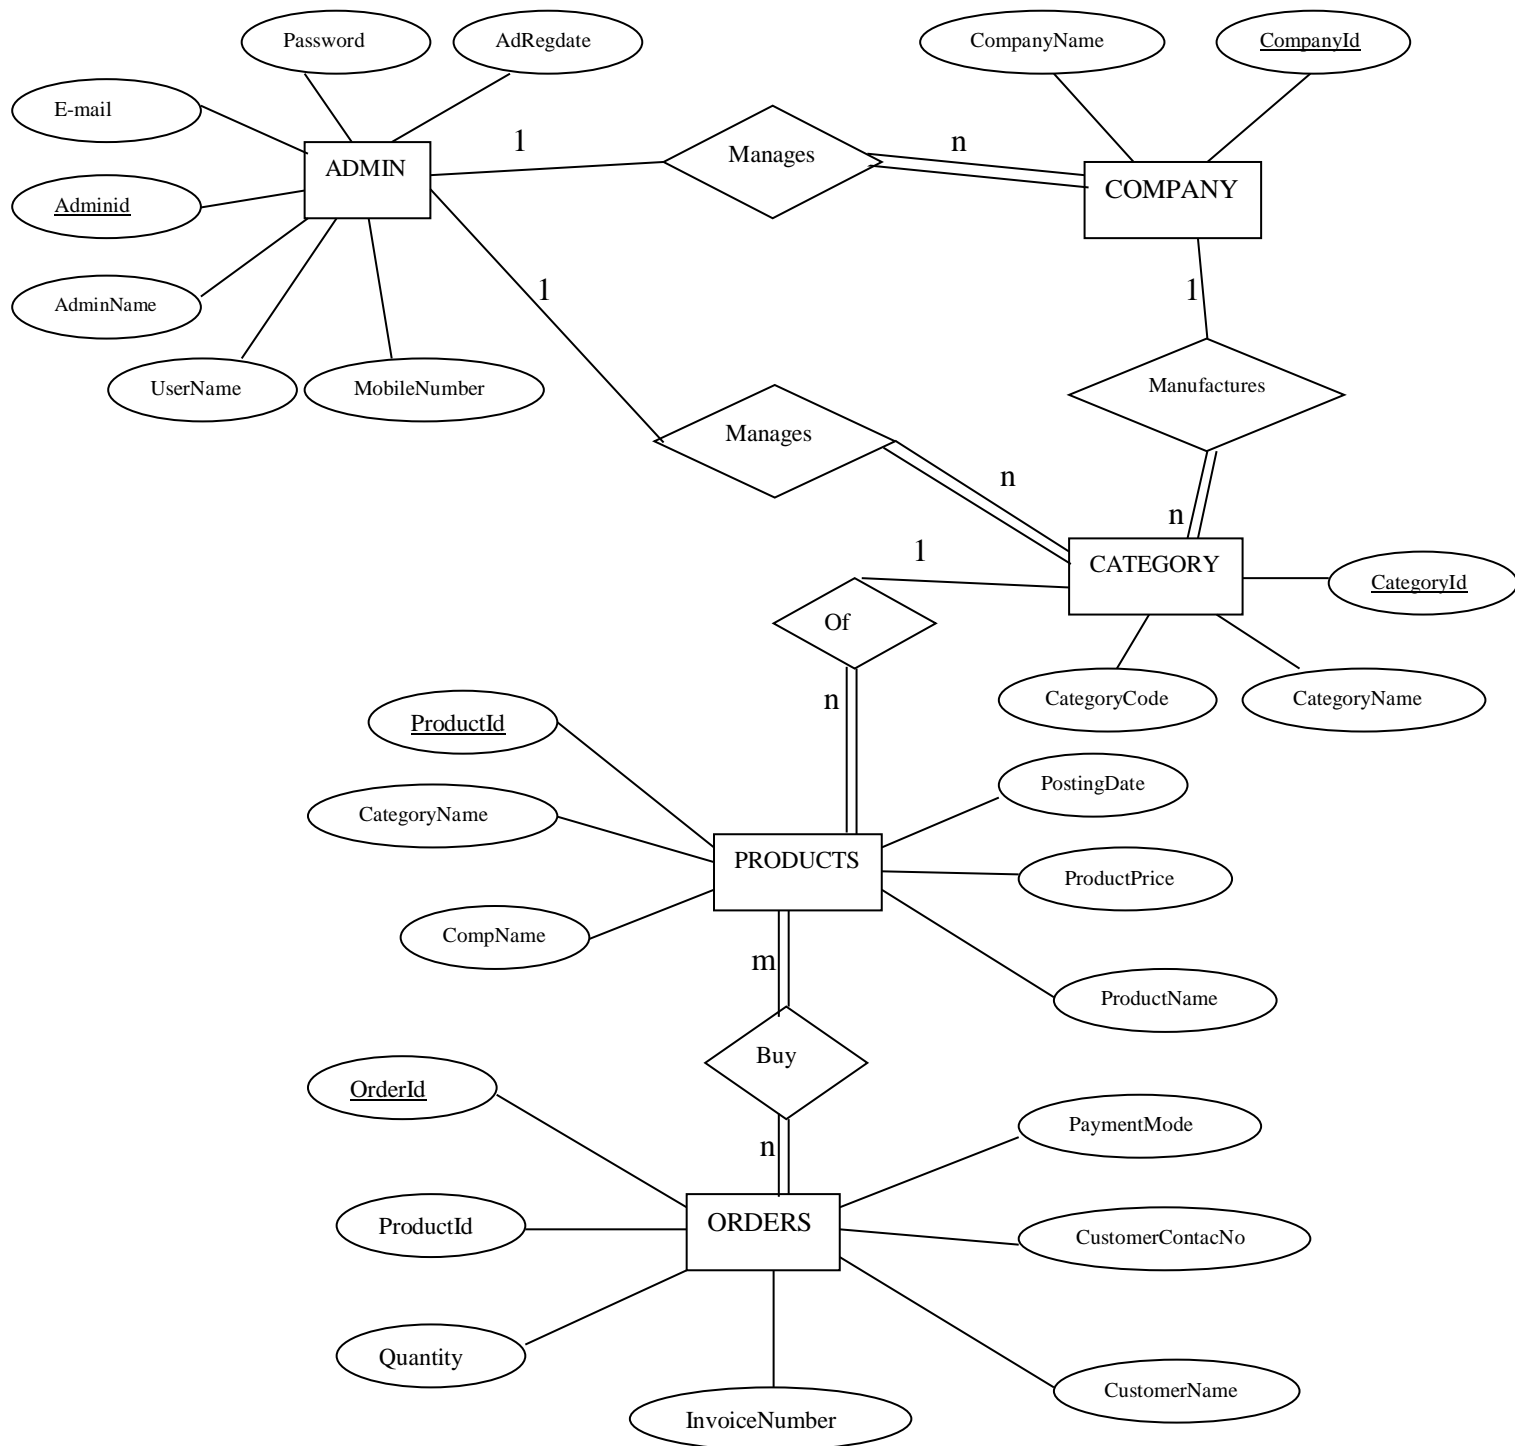 Password
AdRegdate
CompanyName
CompanyId
E-mail
1
n
Manages
ADMIN
COMPANY
Adminid
1
1
AdminName
UserName
MobileNumber
Manufactures
Manages
n
n
1
CATEGORY
CategoryId
Of
n
CategoryCode
CategoryName
ProductId
PostingDate
CategoryName
PRODUCTS
ProductPrice
CompName
m
ProductName
Buy
OrderId
PaymentMode
n
ProductId
ORDERS
CustomerContacNo
Quantity
CustomerName
InvoiceNumber